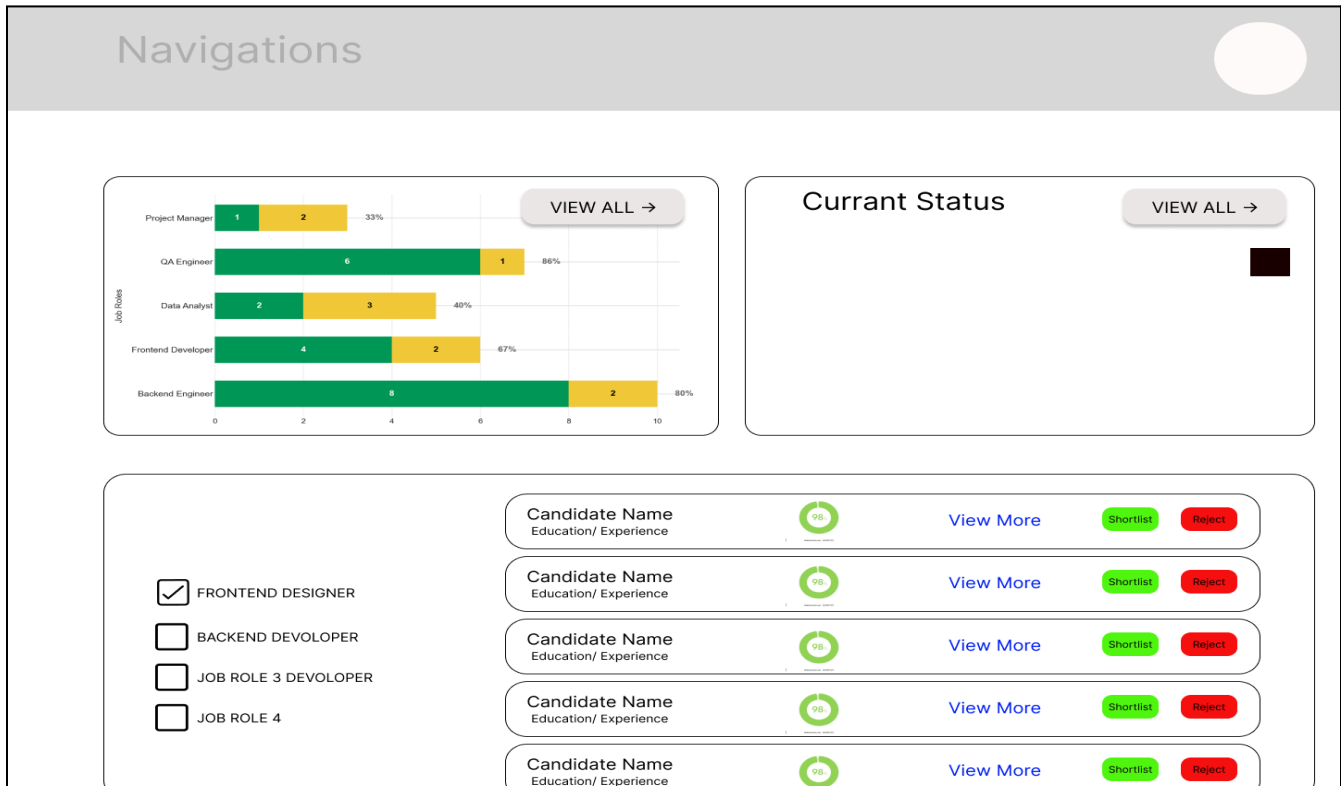 Navigations
VIEW ALL →
Project Manager 1 2 33%
QA Engineer 6 1 86%
Data Analyst 2 3 40%
Frontend Developer 4 2 67%
Backend Engineer 8 2 80%
Job Roles
0 2 4 6 8 10
Currant Status
VIEW ALL →
FRONTEND DESIGNER
BACKEND DEVOLOPER
JOB ROLE 3 DEVOLOPER
JOB ROLE 4
Candidate Name
Education/ Experience
98
View More
Shortlist
Reject
Candidate Name
Education/ Experience
98
View More
Shortlist
Reject
Candidate Name
Education/ Experience
98
View More
Shortlist
Reject
Candidate Name
Education/ Experience
98
View More
Shortlist
Reject
Candidate Name
Education/ Experience
98
View More
Shortlist
Reject